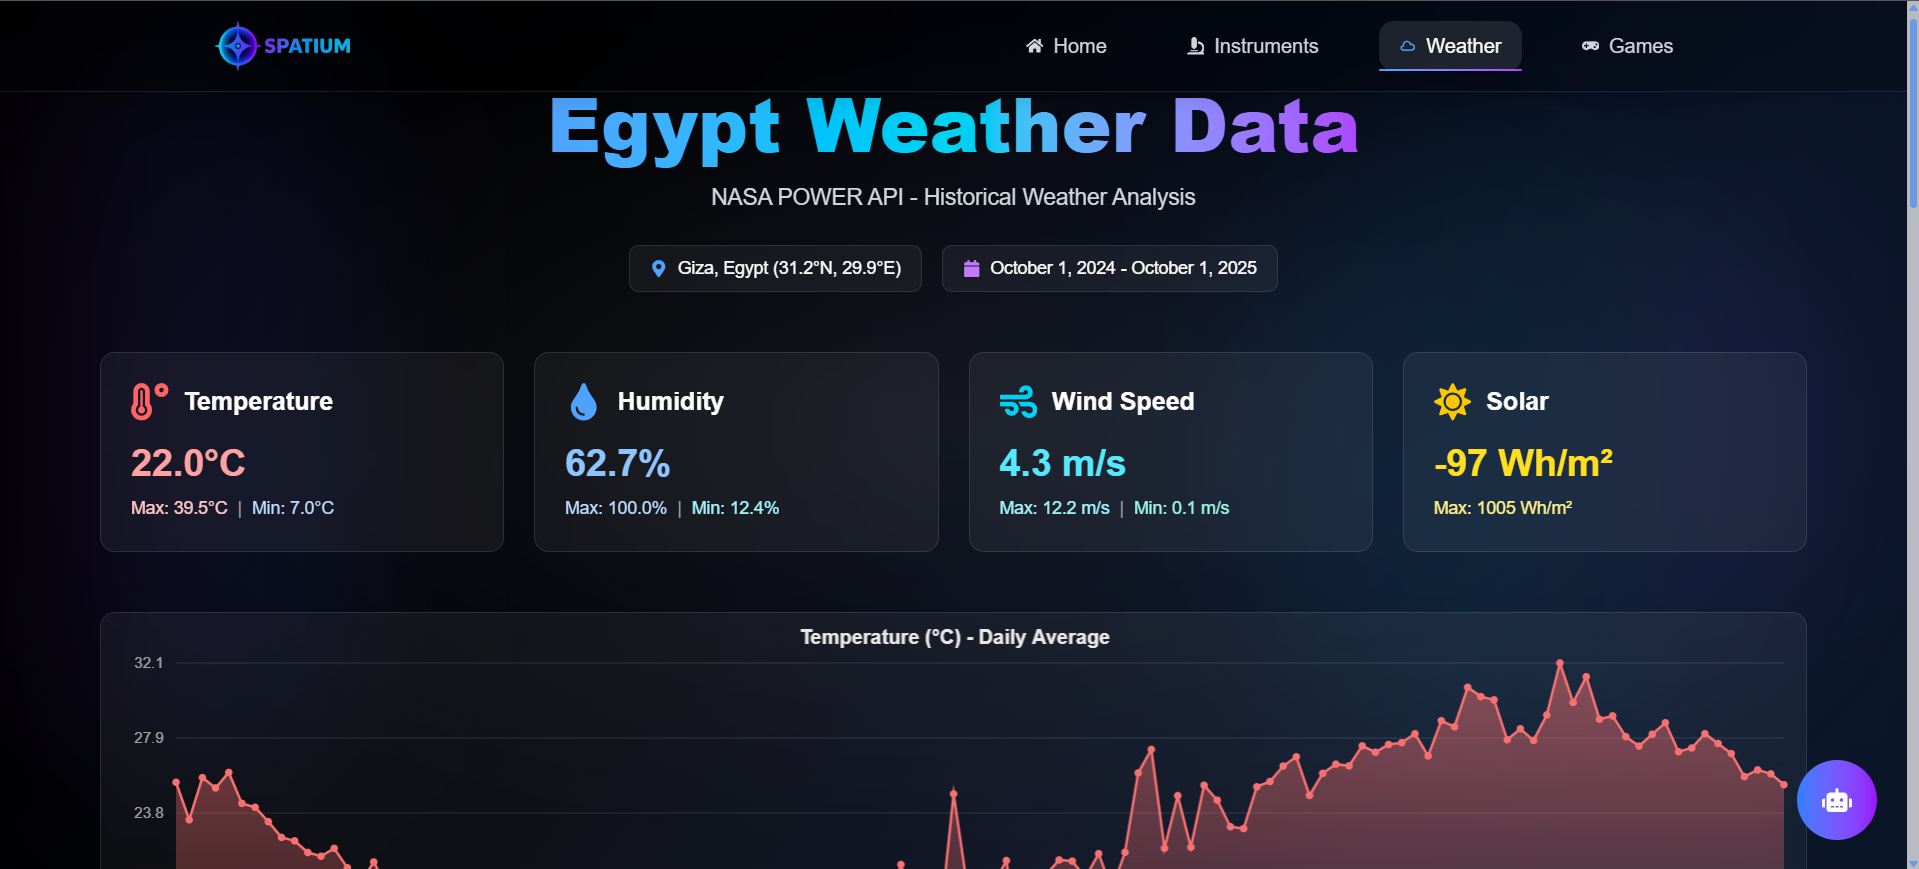 SPATIUM
Home
Instruments
Weather
Games
Egypt Weather Data
NASA POWER API - Historical Weather Analysis
Giza, Egypt (31.2°N, 29.9°E)
October 1, 2024 - October 1, 2025
Temperature
22.0°C
Max: 39.5°C | Min: 7.0°C
Humidity
62.7%
Max: 100.0% | Min: 12.4%
Wind Speed
4.3 m/s
Max: 12.2 m/s | Min: 0.1 m/s
Solar
-97 Wh/m²
Max: 1005 Wh/m²
Temperature (°C) - Daily Average
32.1
27.9
23.8